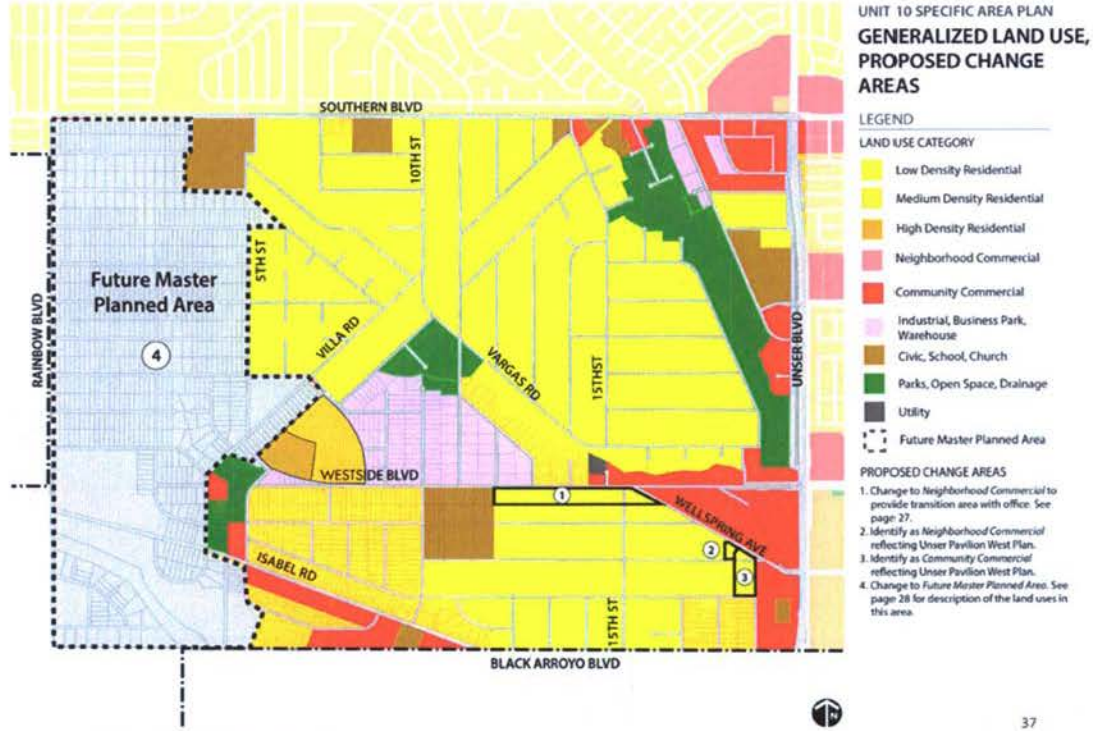 UNIT 10 SPECIFIC AREA PLAN
GENERALIZED LAND USE,
PROPOSED CHANGE
AREAS
LEGEND
LAND USE CATEGORY
Low Density Residential
Medium Density Residential
High Density Residential
Neighborhood Commercial
Community Commercial
Industrial, Business Park,
Warehouse
Civic, School, Church
Parks, Open Space, Drainage
Utility
Future Master Planned Area
PROPOSED CHANGE AREAS
1. Change to Neighborhood Commercial to
provide transition area with office. See
page 27.
2. Identify as Neighborhood Commercial
reflecting Unser Pavilion West Plan.
3. Identify as Community Commercial
reflecting Unser Pavilion West Plan.
4. Change to Future Master Planned Area. See
page 28 for description of the land uses in
this area.
SOUTHERN BLVD
10TH ST
5TH ST
Future Master
Planned Area
4
RAINBOW BLVD
VILLA RD
VARGAS RD
15THST
UNSER BLVD
WESTSIDE BLVD
1
WELLSPRING AVE
2
3
ISABEL RD
15TH ST
BLACK ARROYO BLVD
N
37